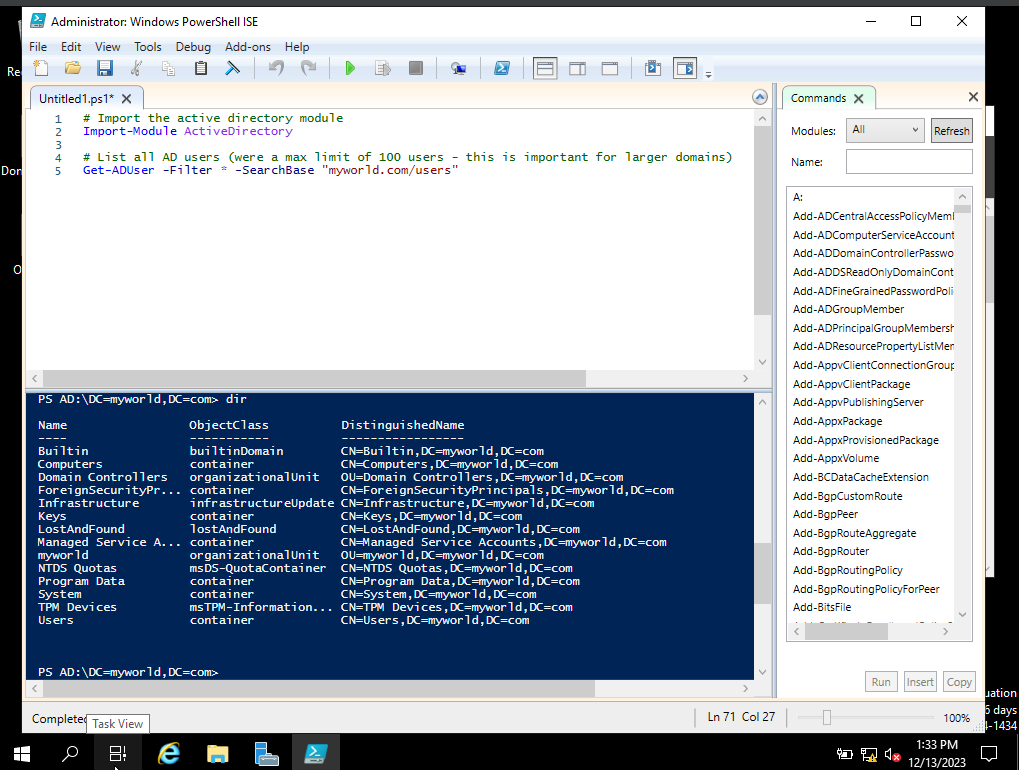 Administrator: Windows PowerShell ISE
File Edit View Tools Debug Add-ons Help
Untitled1.ps1*
1 # Import the active directory module
2 Import-Module ActiveDirectory
3
4 # List all AD users (were a max limit of 100 users - this is important for larger domains)
5 Get-ADUser -Filter * -SearchBase "myworld.com/users"
PS AD:\DC=myworld,DC=com> dir
Name ObjectClass DistinguishedName
---- ----------- -----------------
Builtin builtinDomain CN=Builtin,DC=myworld,DC=com
Computers container CN=Computers,DC=myworld,DC=com
Domain Controllers organizationalUnit OU=Domain Controllers,DC=myworld,DC=com
ForeignSecurityPr... container CN=ForeignSecurityPrincipals,DC=myworld,DC=com
Infrastructure infrastructureUpdate CN=Infrastructure,DC=myworld,DC=com
Keys container CN=Keys,DC=myworld,DC=com
LostAndFound lostAndFound CN=LostAndFound,DC=myworld,DC=com
Managed Service A... container CN=Managed Service Accounts,DC=myworld,DC=com
myworld organizationalUnit OU=myworld,DC=myworld,DC=com
NTDS Quotas msDS-QuotaContainer CN=NTDS Quotas,DC=myworld,DC=com
Program Data container CN=Program Data,DC=myworld,DC=com
System container CN=System,DC=myworld,DC=com
TPM Devices msTPM-Information... CN=TPM Devices,DC=myworld,DC=com
Users container CN=Users,DC=myworld,DC=com
PS AD:\DC=myworld,DC=com>
Commands
Modules: All Refresh
Name:
A:
Add-ADCentralAccessPolicyMem
Add-ADComputerServiceAccount
Add-ADDomainControllerPasswo
Add-ADDSReadOnlyDomainCont
Add-ADFineGrainedPasswordPoli
Add-ADGroupMember
Add-ADPrincipalGroupMembersh
Add-ADResourcePropertyListMem
Add-AppvClientConnectionGroup
Add-AppvClientPackage
Add-AppvPublishingServer
Add-AppxPackage
Add-AppxProvisionedPackage
Add-AppxVolume
Add-BCDataCacheExtension
Add-BgpCustomRoute
Add-BgpPeer
Add-BgpRouteAggregate
Add-BgpRouter
Add-BgpRoutingPolicy
Add-BgpRoutingPolicyForPeer
Add-BitsFile
Run Insert Copy
Completed
Ln 71 Col 27 100%
Task View
Re
Don
O
uation
6 days
4-1434
1:33 PM
12/13/2023